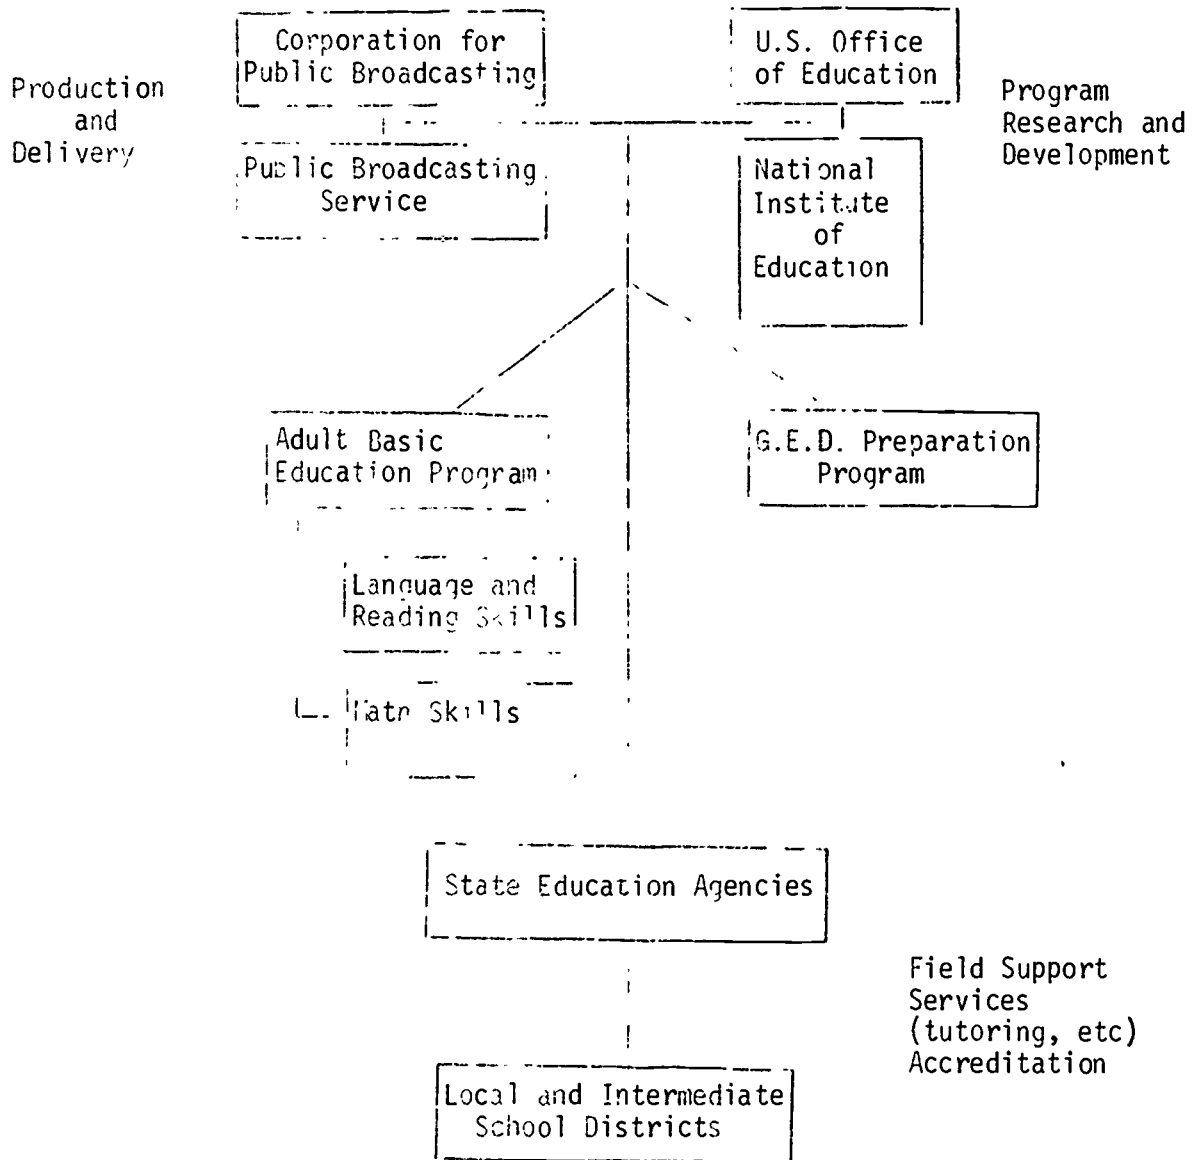 Corporation for
Public Broadcasting
U.S. Office
of Education
Production
and
Delivery
Program
Research and
Development
Public Broadcasting
Service
National
Institute
of
Education
Adult Basic
Education Program
G.E.D. Preparation
Program
Language and
Reading Skills
Math Skills
State Education Agencies
Field Support
Services
(tutoring, etc)
Accreditation
Local and Intermediate
School Districts